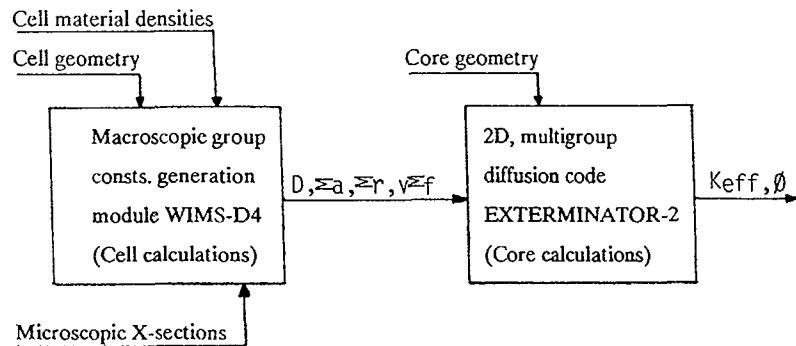 Cell material densities
Cell geometry
Core geometry
Macroscopic group
consts. generation
module WIMS-D4
(Cell calculations)
D,Σa,Σr,vΣf
2D, multigroup
diffusion code
EXTERMINATOR-2
(Core calculations)
Keff,Ø
Microscopic X-sections